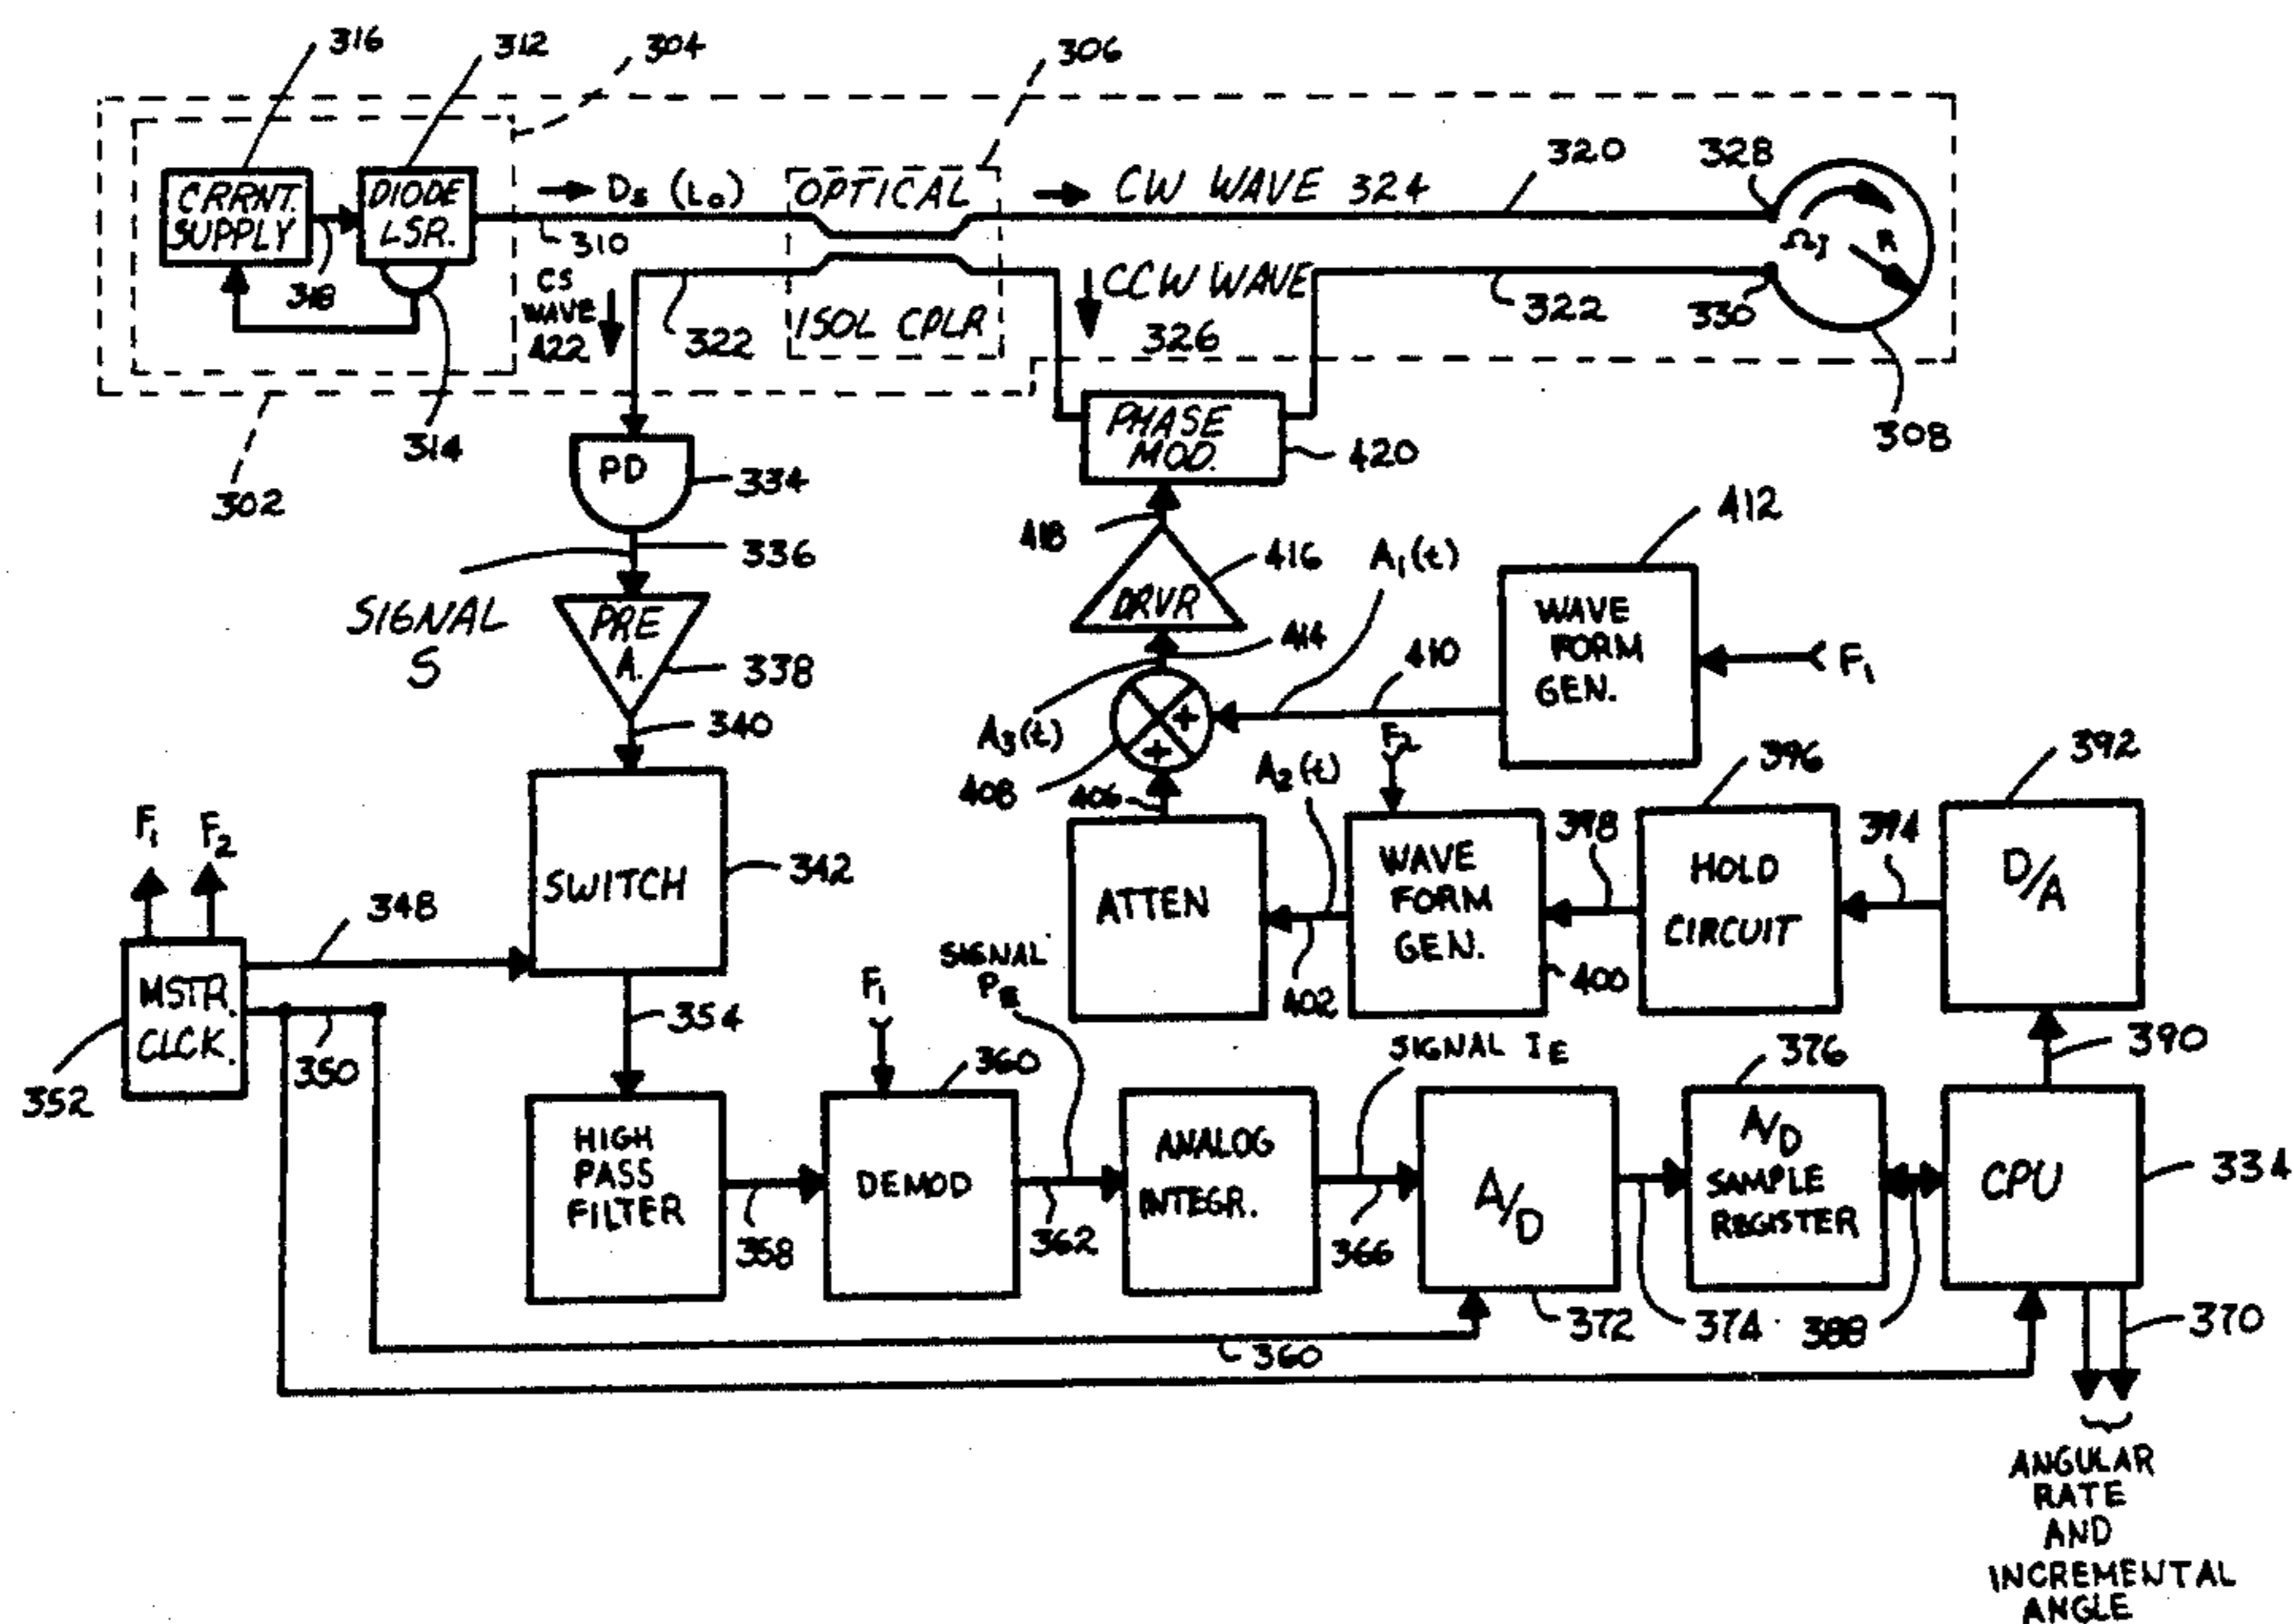 316
312
304
306
CRRNT.
SUPPLY
DIODE
LSR.
318
314
302
→ Ds (Lo)
310
OPTICAL
ISOL CPLR
CW WAVE 324
320
328
R
CS
WAVE
422
322
CCW WAVE
326
322
330
308
PD
334
336
SIGNAL
S
PRE
A.
338
340
PHASE
MOD.
420
418
DRVR
416
414
A₁(t)
410
412
WAVE
FORM
GEN.
F₁
A₃(t)
408
406
A₂(t)
F₂
396
392
F₁ F₂
348
MSTR.
CLCK.
350
352
SWITCH
342
354
ATTEN
402
WAVE
FORM
GEN.
400
398
HOLD
CIRCUIT
394
D/A
390
F₁
SIGNAL
360
SIGNAL IE
376
HIGH
PASS
FILTER
358
DEMOD
362
ANALOG
INTEGR.
366
A/D
372
374
A/D
SAMPLE
REGISTER
388
CPU
334
370
360
ANGULAR
RATE
AND
INCREMENTAL
ANGLE